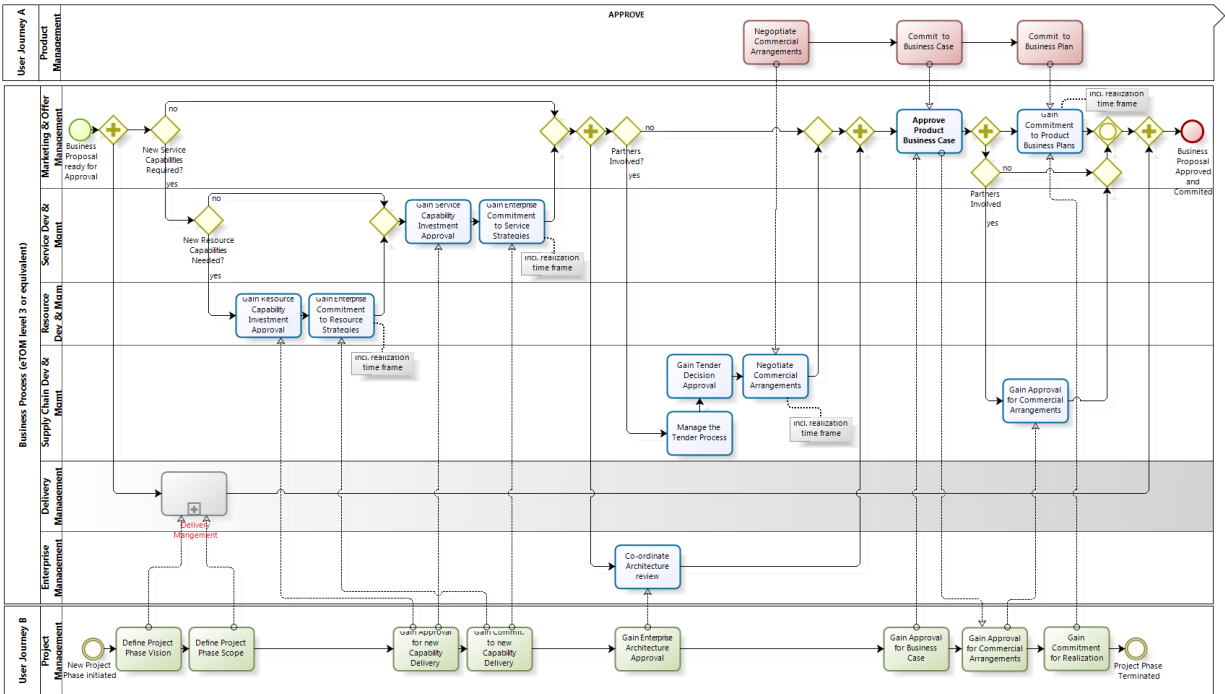 APPROVE
User Journey A
Product
Management
Negoptiate
Commercial
Arrangements
Commit to
Business Case
Commit to
Business Plan
Business Process (eTOM level 3 or equivalent)
Marketing & Offer
Management
Business
Proposal
ready for
Approval
no
New Service
Capabilities
Required?
yes
Partners
Involved?
no
yes
Approve
Product
Business Case
Gain
Commitment
to Product
Business Plans
incl. realization
time frame
Partners
Involved
no
yes
Business
Proposal
Approved
and
Commited
Service Dev &
Mgmt
no
New Resource
Capabilities
Needed?
yes
Gain Service
Capability
Investment
Approval
Gain Enterprise
Commitment
to Service
Strategies
incl. realization
time frame
Resource
Dev & Mgm
Gain Resource
Capability
Investment
Approval
Gain Enterprise
Commitment
to Resource
Strategies
incl. realization
time frame
Supply Chain Dev &
Mgmt
Gain Tender
Decision
Approval
Negotiate
Commercial
Arrangements
Manage the
Tender Process
incl. realization
time frame
Gain Approval
for Commercial
Arrangements
Delivery
Management
Delivery
Mangement
Enterprise
Management
Co-ordinate
Architecture
review
User Journey B
Project
Management
New Project
Phase initiated
Define Project
Phase Vision
Define Project
Phase Scope
Gain Approval
for new
Capability
Delivery
Gain Commit
to new
Capability
Delivery
Gain Enterprise
Architecture
Approval
Gain Approval
for Business
Case
Gain Approval
for Commercial
Arrangements
Gain
Commitment
for Realization
Project Phase
Terminated